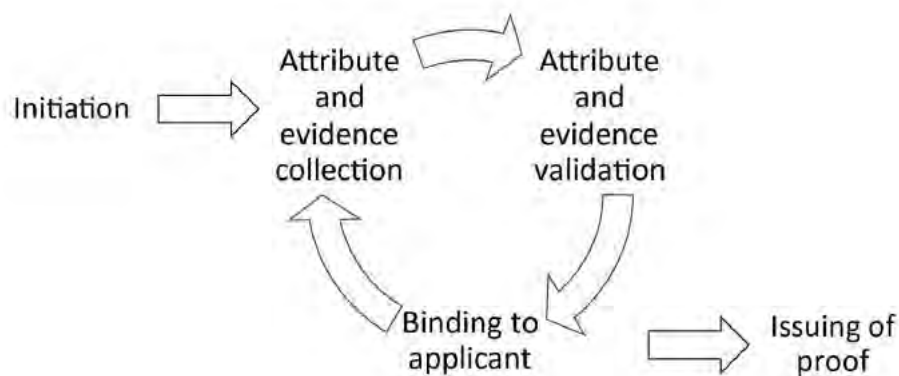 Initiation
Attribute
and
evidence
collection
Attribute
and
evidence
validation
Binding to
applicant
Issuing of
proof